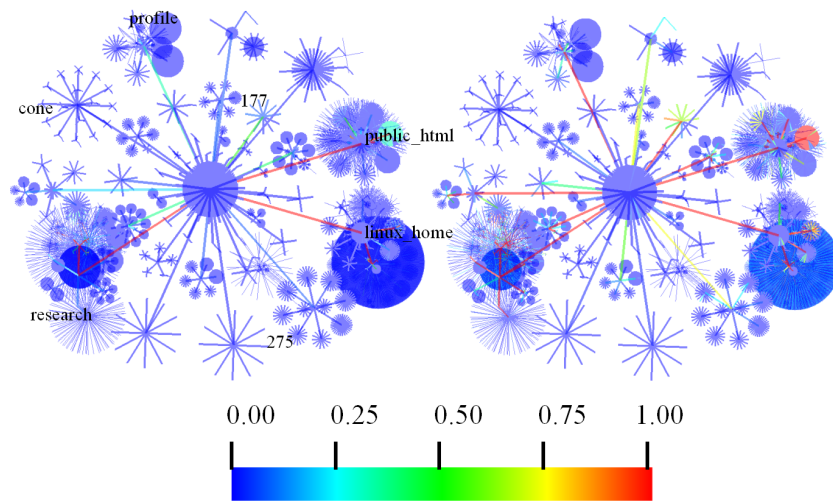 profile
cone
177
public_html
linux_home
research
275
0.00 0.25 0.50 0.75 1.00